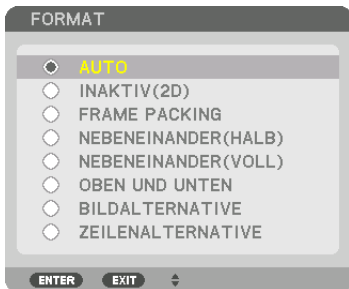 FORMAT
AUTO
INAKTIV(2D)
FRAME PACKING
NEBENEINANDER(HALB)
NEBENEINANDER(VOLL)
OBEN UND UNTEN
BILDALTERNATIVE
ZEILENALTERNATIVE
ENTER EXIT